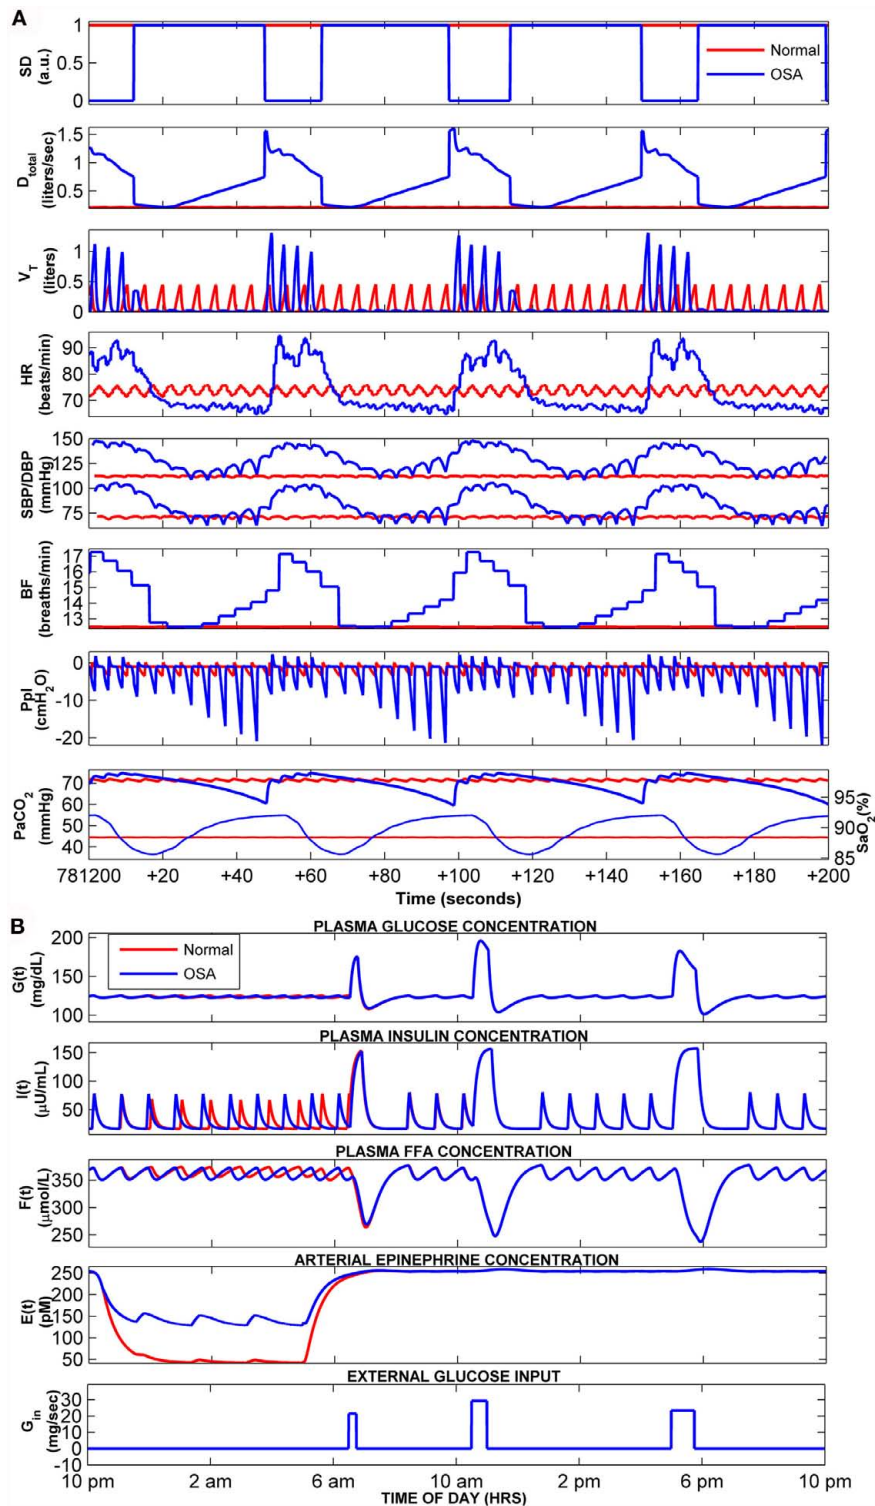 A
SD
(a.u.)
1
0.5
0
Normal
OSA
D_total
(liters/sec)
1.5
1
0.5
V_T
(liters)
1
0.5
0
HR
(beats/min)
90
80
70
SBP/DBP
(mmHg)
150
125
100
75
BF
(breaths/min)
17
16
15
14
13
Ppl
(cmH2O)
0
-10
-20
PaCO2
(mmHg)
70
60
50
40
95
90
85
SaO2(%)
781200 +20 +40 +60 +80 +100 +120 +140 +160 +180 +200
Time (seconds)
B
PLASMA GLUCOSE CONCENTRATION
G(t)
(mg/dL)
200
150
100
Normal
OSA
PLASMA INSULIN CONCENTRATION
I(t)
(μU/mL)
150
100
50
PLASMA FFA CONCENTRATION
F(t)
(μmol/L)
350
300
250
ARTERIAL EPINEPHRINE CONCENTRATION
E(t)
(pM)
250
200
150
100
50
EXTERNAL GLUCOSE INPUT
G_in
(mg/sec)
30
20
10
0
-10
10 pm 2 am 6 am 10 am 2 pm 6 pm 10 pm
TIME OF DAY (HRS)